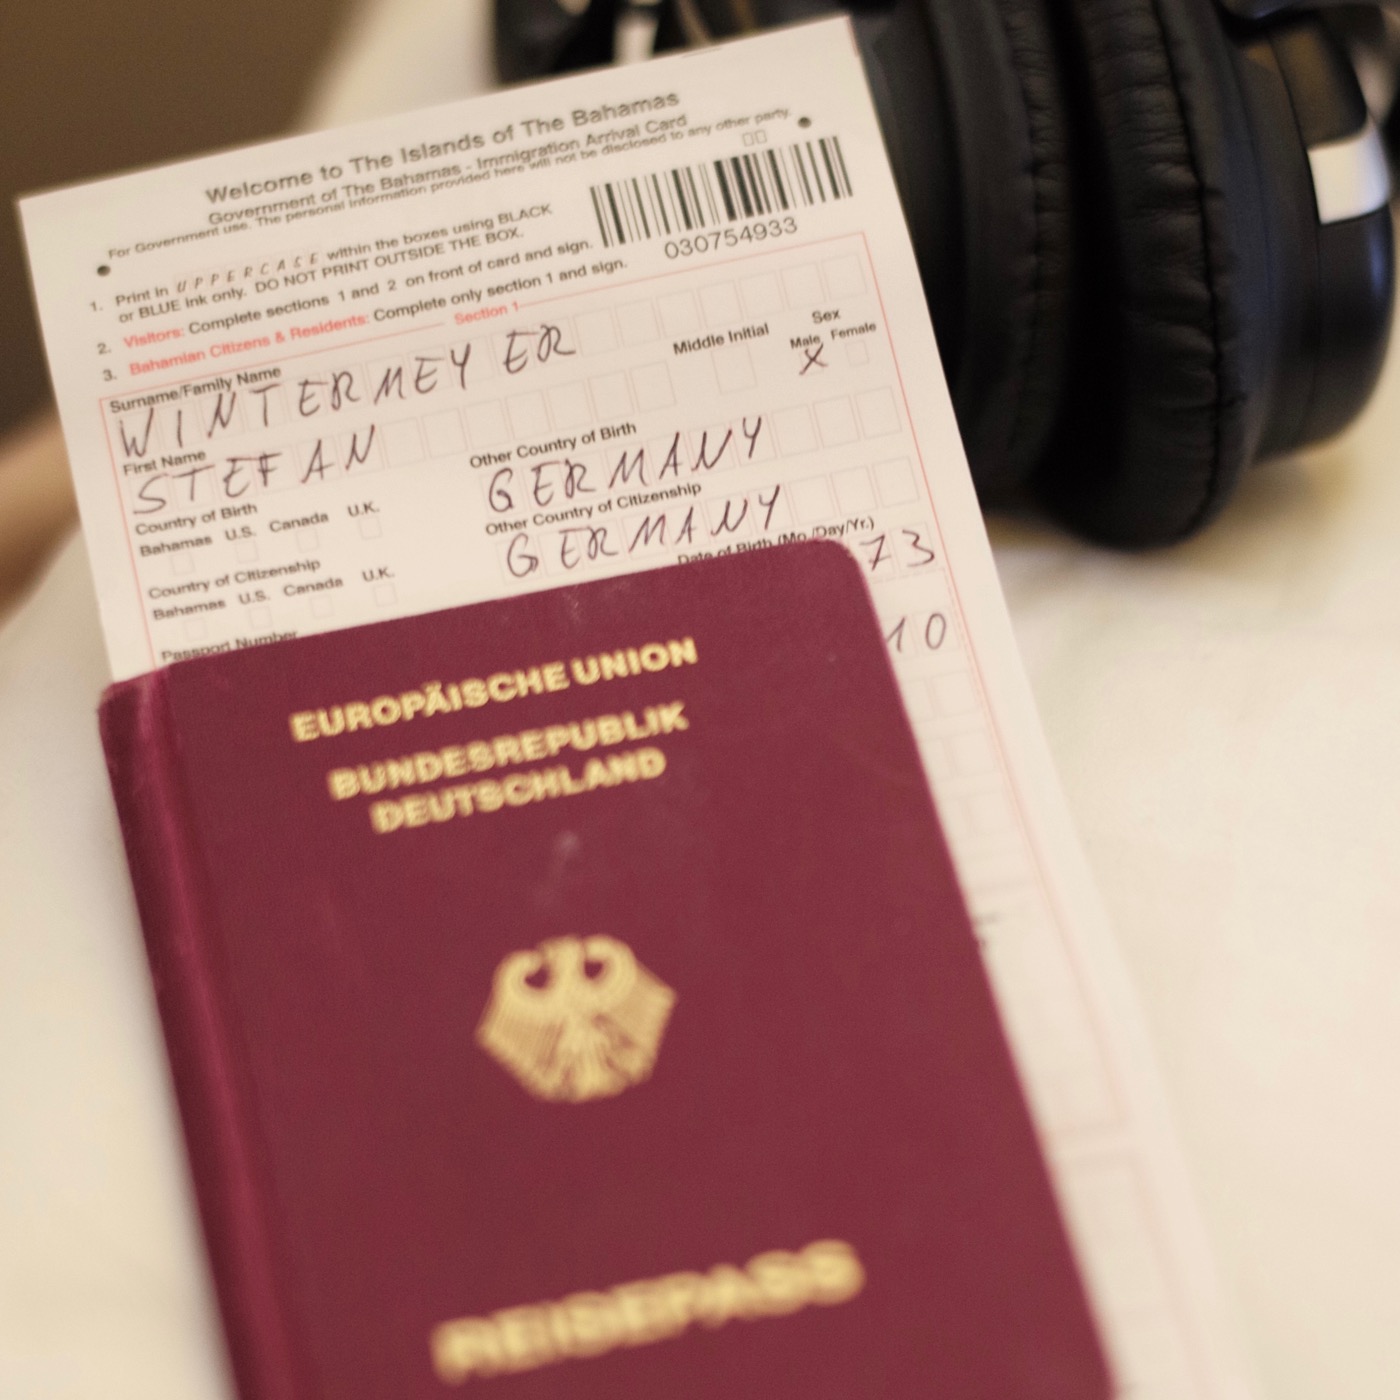 Welcome to The Islands of The Bahamas
Government of The Bahamas - Immigration Arrival Card
For Government use. The personal information provided here will not be disclosed to any other party.
1. Print in UPPERCASE within the boxes using BLACK
or BLUE ink only. DO NOT PRINT OUTSIDE THE BOX.
2. Visitors: Complete sections 1 and 2 on front of card and sign.
3. Bahamian Citizens & Residents: Complete only section 1 and sign.
030754933
Section 1
Surname/Family Name
WINTERMEYER
Middle Initial
Sex
Male Female
X
First Name
STEFAN
Country of Birth
Bahamas U.S. Canada U.K.
Other Country of Birth
GERMANY
Country of Citizenship
Bahamas U.S. Canada U.K.
Other Country of Citizenship
GERMANY
Date of Birth (Mo./Day/Yr.)
73
Passport Number
10
EUROPÄISCHE UNION
BUNDESREPUBLIK
DEUTSCHLAND
REISEPASS